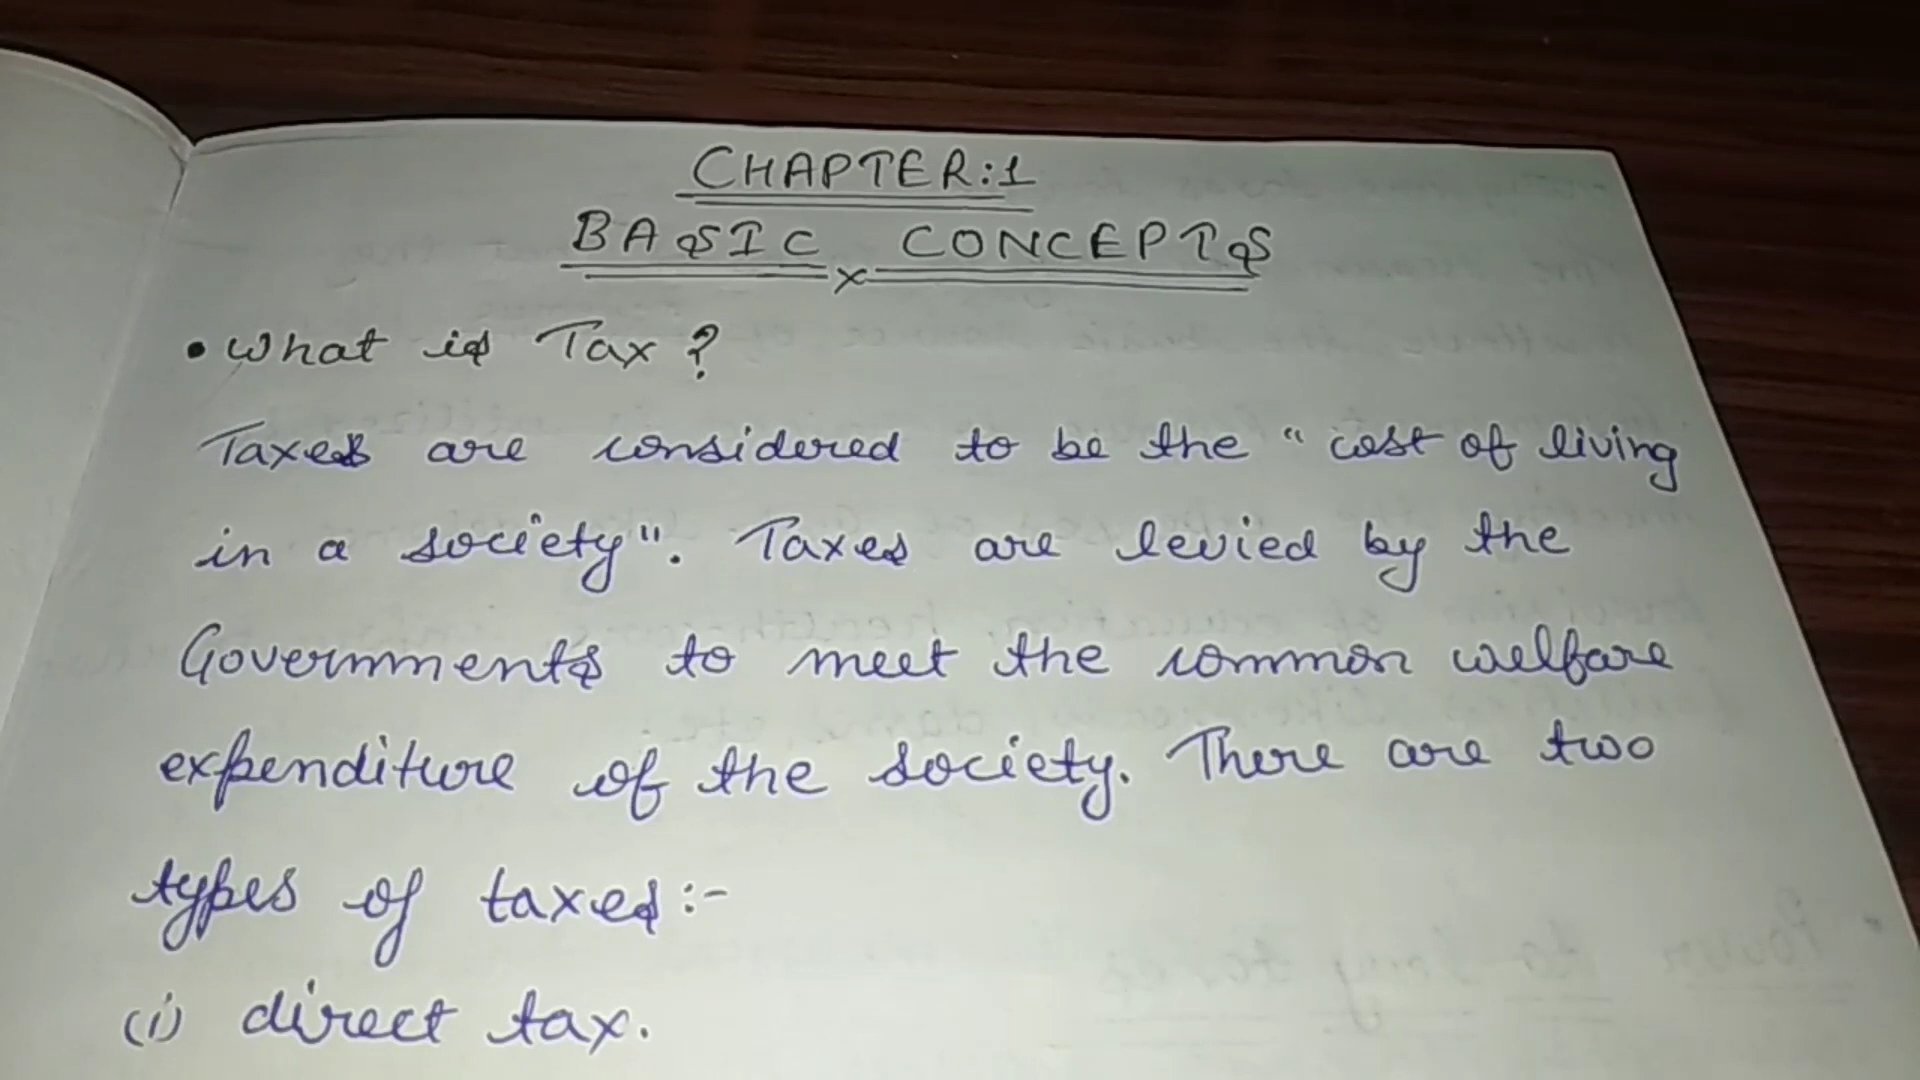 CHAPTER:1
BASIC CONCEPTS
• What is Tax?
Taxes are considered to be the "cost of living
in a society". Taxes are levied by the
Governments to meet the common welfare
expenditure of the society. There are two
types of taxes:-
(i) direct tax.